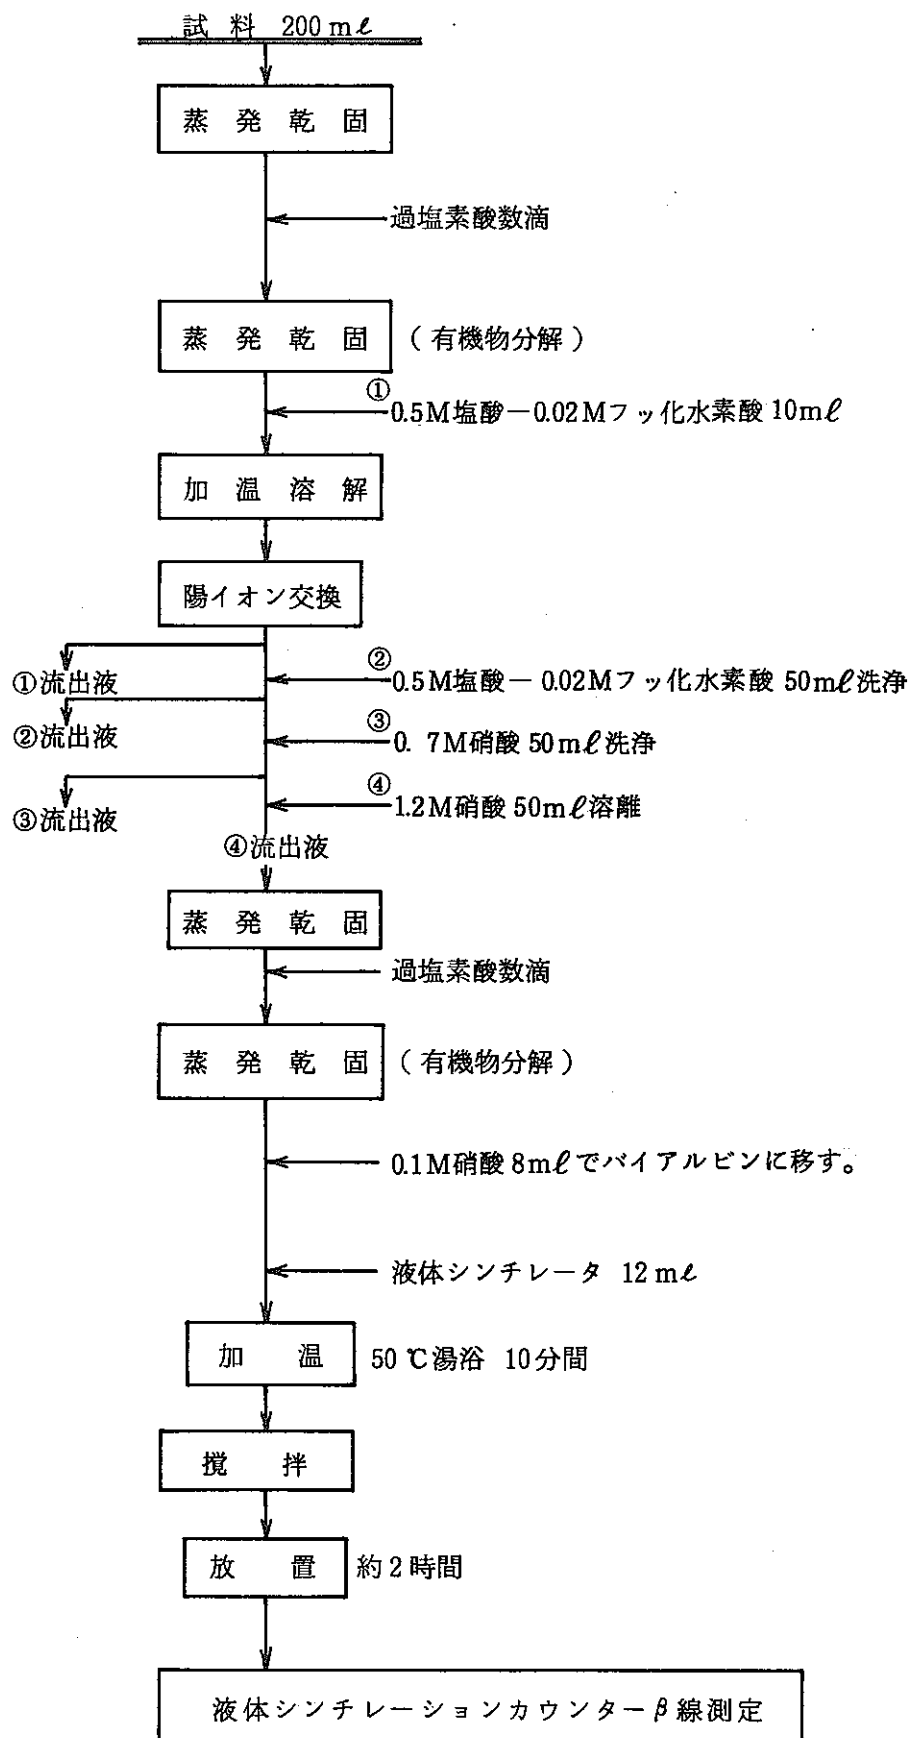 試料 200mℓ
蒸発乾固
過塩素酸数滴
蒸発乾固 (有機物分解)
①
0.5M塩酸－0.02Mフッ化水素酸 10mℓ
加温溶解
陽イオン交換
②
①流出液 0.5M塩酸－0.02Mフッ化水素酸 50mℓ洗浄
③
②流出液 0.7M硝酸 50mℓ洗浄
④
③流出液 1.2M硝酸 50mℓ溶離
④流出液
蒸発乾固
過塩素酸数滴
蒸発乾固 (有機物分解)
0.1M硝酸 8mℓでバイアルビンに移す。
液体シンチレータ 12mℓ
加温 50℃湯浴 10分間
撹拌
放置 約2時間
液体シンチレーションカウンターβ線測定